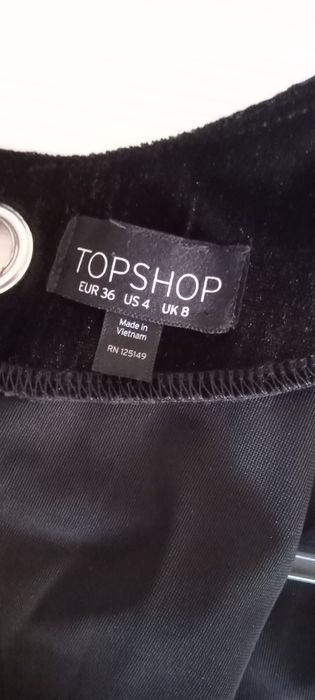 TOPSHOP
EUR 36 US 4 UK 8
Made in
Vietnam
RN 125149